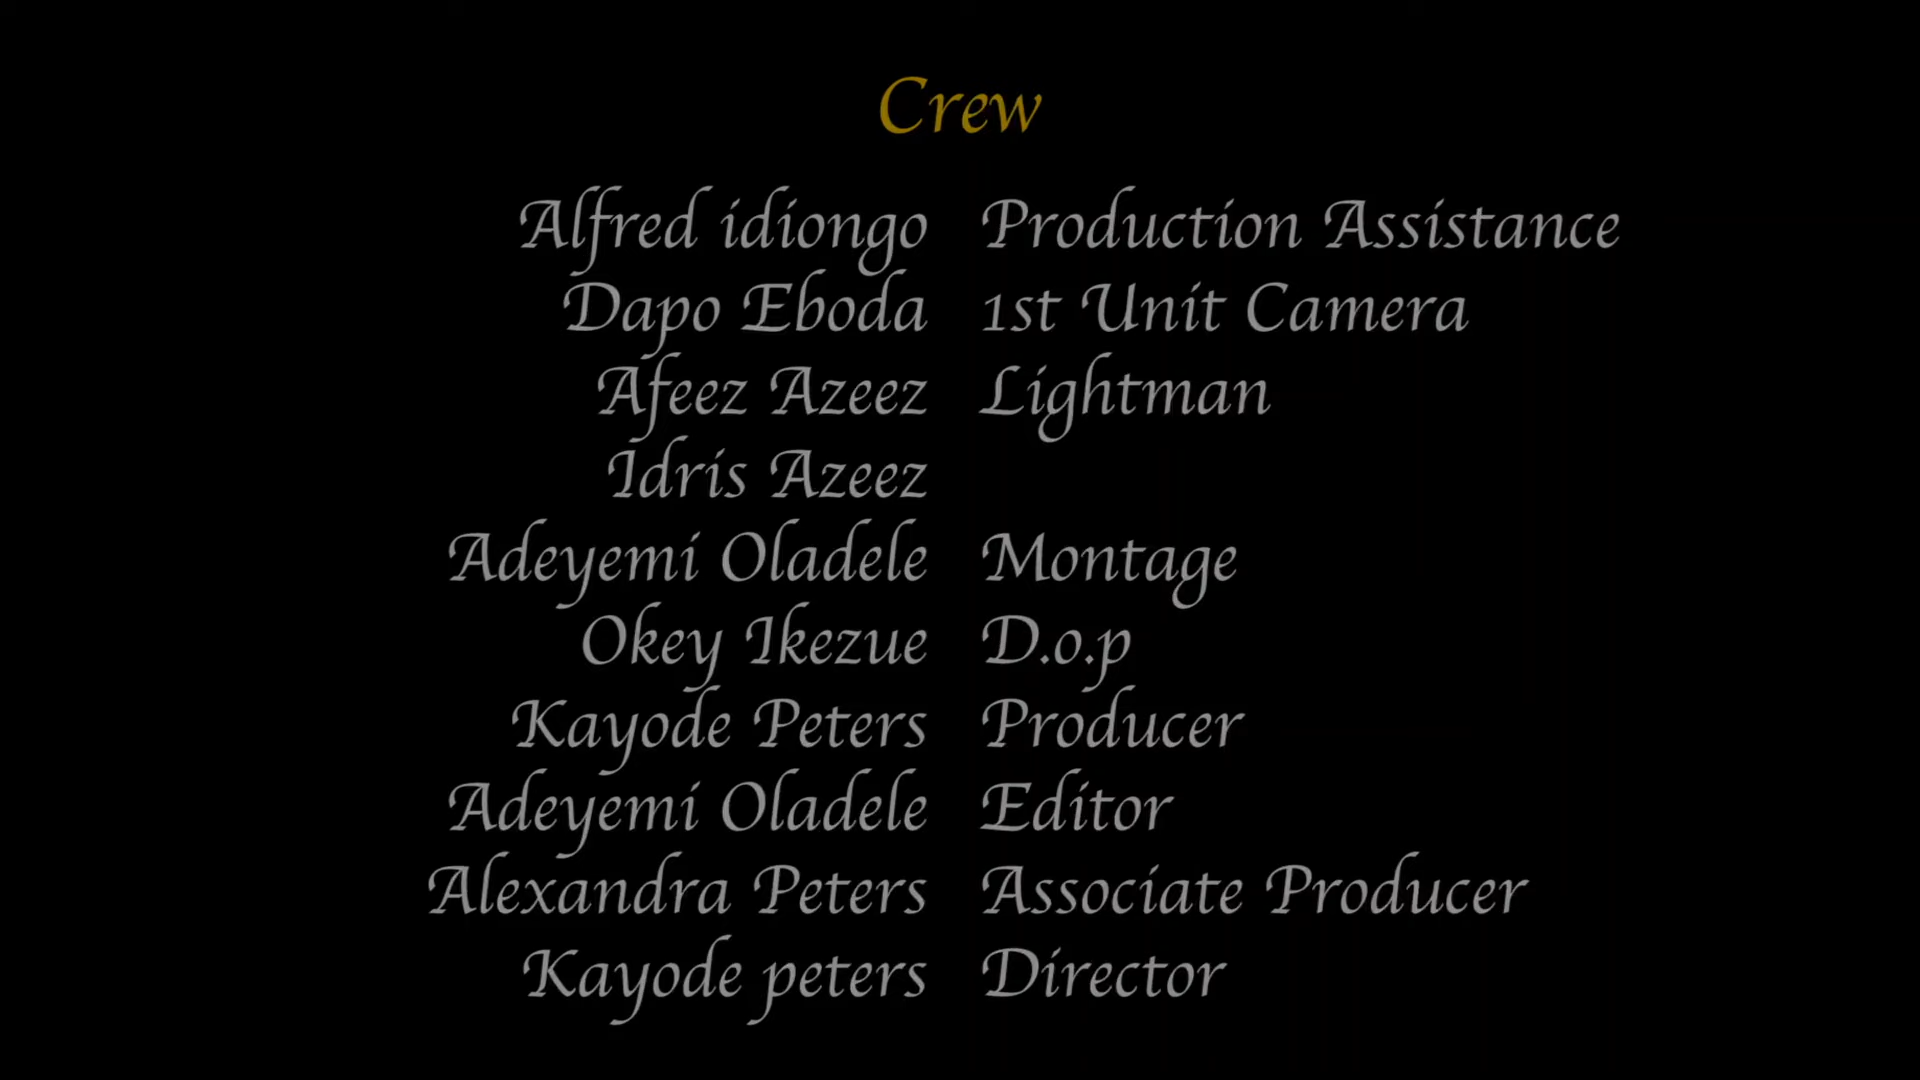 Crew
Alfred idiongo Production Assistance
Dapo Eboda 1st Unit Camera
Afeez Azeez Lightman
Idris Azeez
Adeyemi Oladele Montage
Okey Ikezue D.o.p
Kayode Peters Producer
Adeyemi Oladele Editor
Alexandra Peters Associate Producer
Kayode peters Director